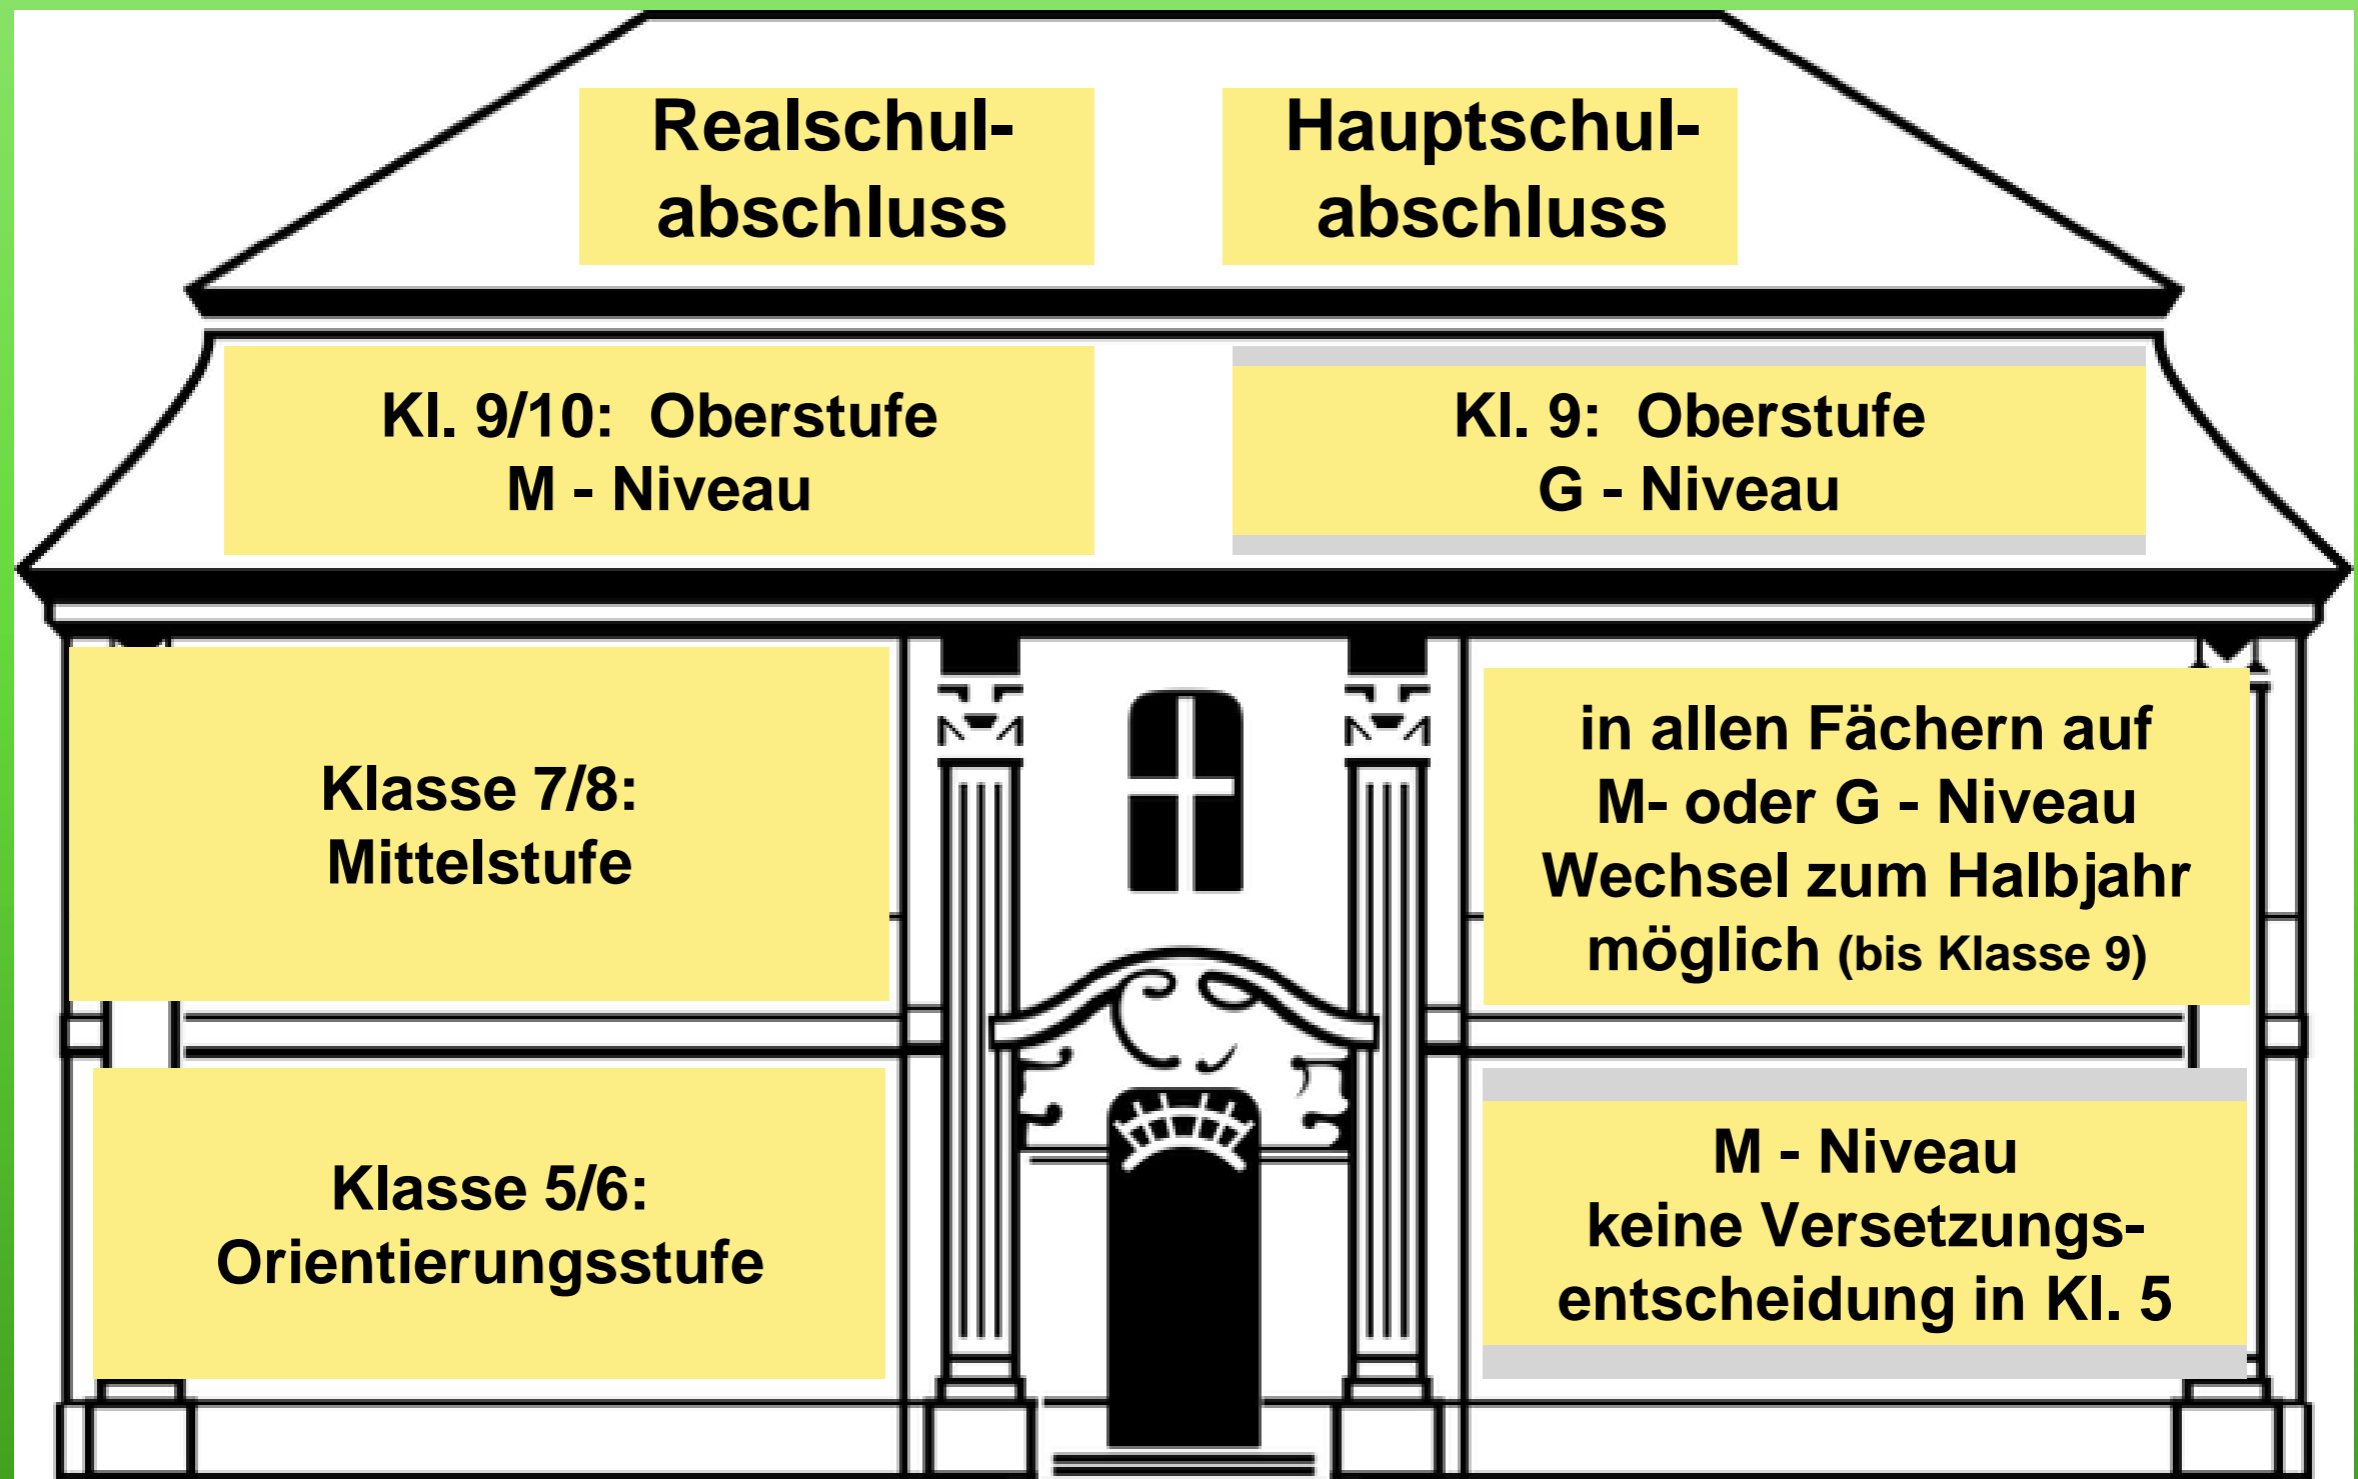 Realschul-
abschluss
Hauptschul-
abschluss
Kl. 9/10: Oberstufe
M - Niveau
Kl. 9: Oberstufe
G - Niveau
Klasse 7/8:
Mittelstufe
in allen Fächern auf
M- oder G - Niveau
Wechsel zum Halbjahr
möglich (bis Klasse 9)
Klasse 5/6:
Orientierungsstufe
M - Niveau
keine Versetzungs-
entscheidung in Kl. 5